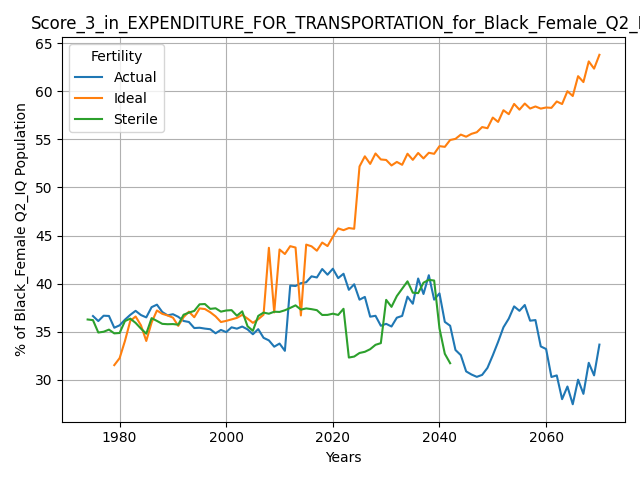 Score_3_in_EXPENDITURE_FOR_TRANSPORTATION_for_Black_Female_Q2_I
Fertility
Actual
Ideal
Sterile
% of Black_Female Q2_IQ Population
65
60
55
50
45
40
35
30
1980
2000
2020
2040
2060
Years